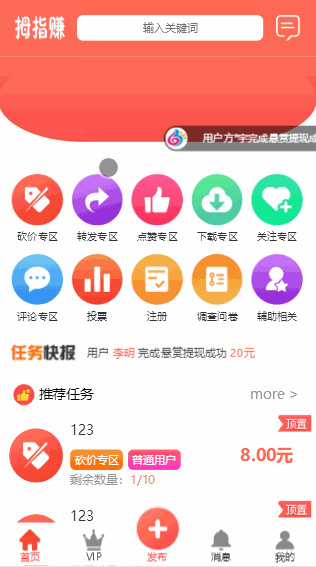 拇指赚 输入关键词
用户 方*宇完成悬赏提现成
砍价专区 转发专区 点赞专区 下载专区 关注专区
评论专区 投票 注册 调查问卷 辅助相关
任务快报 用户 李明 完成悬赏提现成功 20元
推荐任务 more >
顶置
123
8.00元
砍价专区 普通用户
剩余数量：1/10
顶置
123
首页 VIP 发布 消息 我的